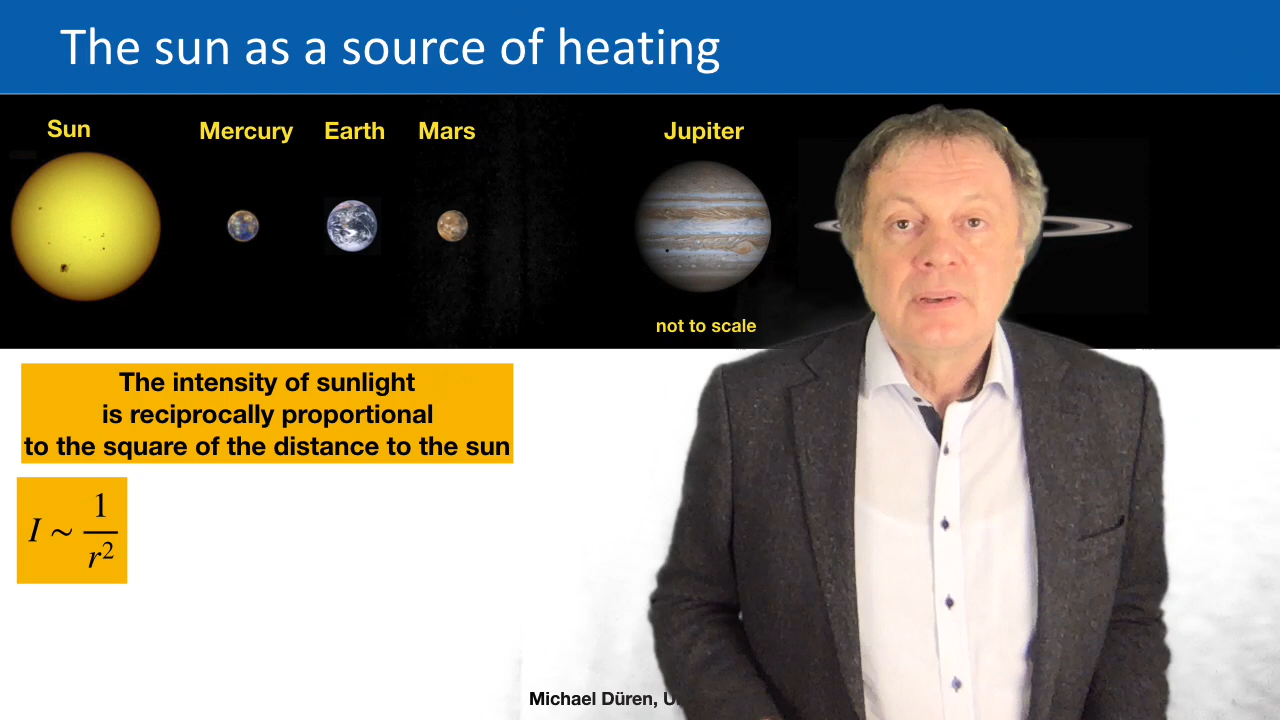 The sun as a source of heating
Sun
Mercury
Earth
Mars
Jupiter
not to scale
The intensity of sunlight
is reciprocally proportional
to the square of the distance to the sun
I ~ 1/r²
Michael Düren,